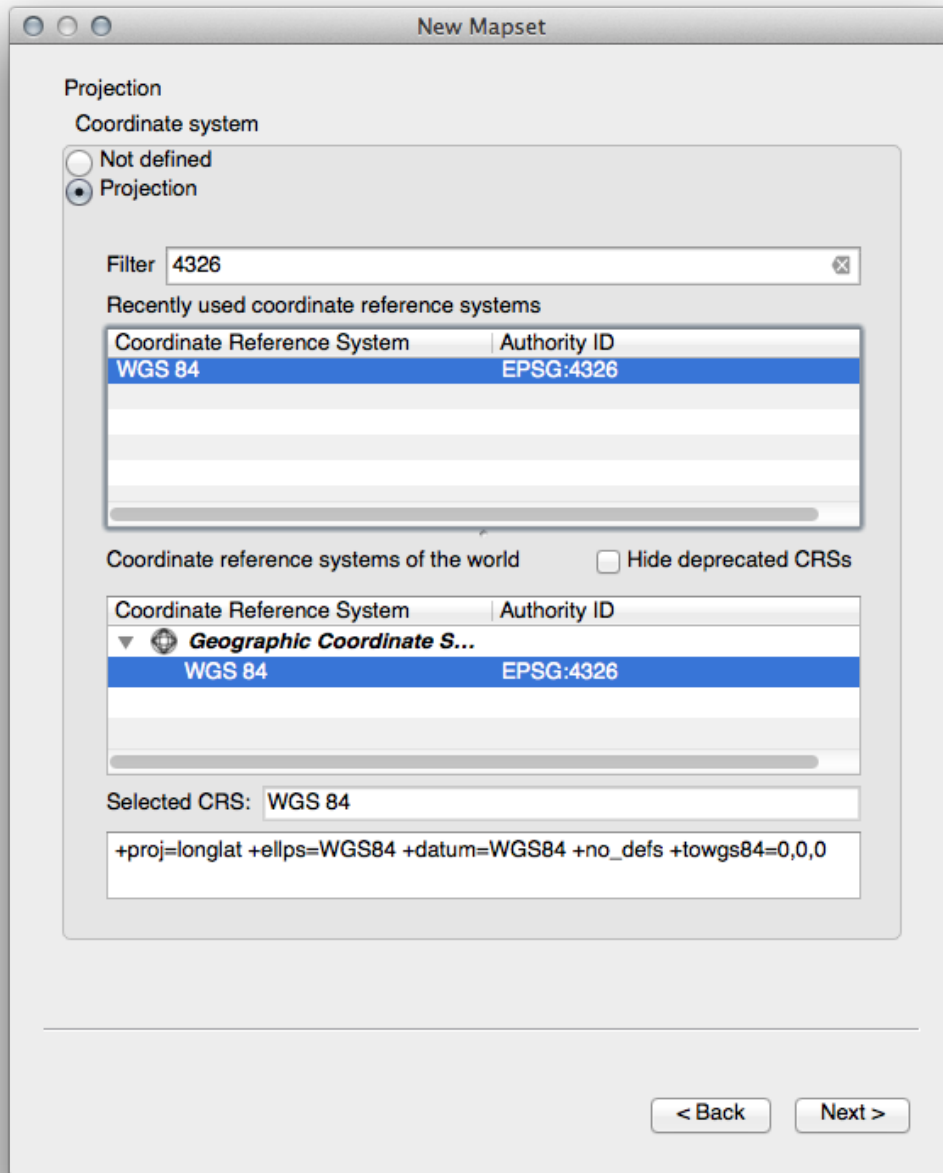 New Mapset
Projection
Coordinate system
Not defined
Projection
Filter 4326
Recently used coordinate reference systems
Coordinate Reference System Authority ID
WGS 84 EPSG:4326
Coordinate reference systems of the world Hide deprecated CRSs
Coordinate Reference System Authority ID
Geographic Coordinate S...
WGS 84 EPSG:4326
Selected CRS: WGS 84
+proj=longlat +ellps=WGS84 +datum=WGS84 +no_defs +towgs84=0,0,0
< Back Next >